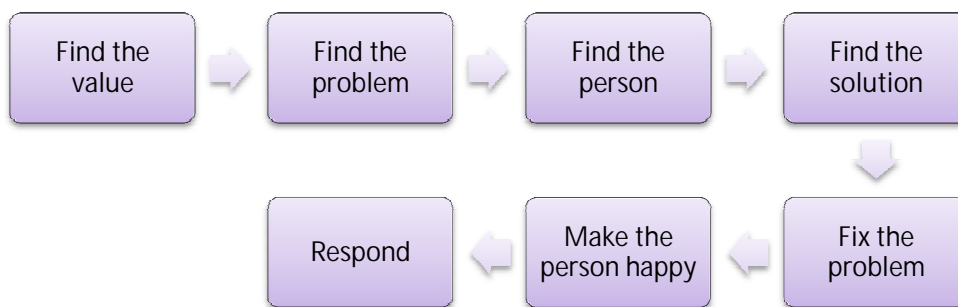 Find the
value
Find the
problem
Find the
person
Find the
solution
Fix the
problem
Make the
person happy
Respond